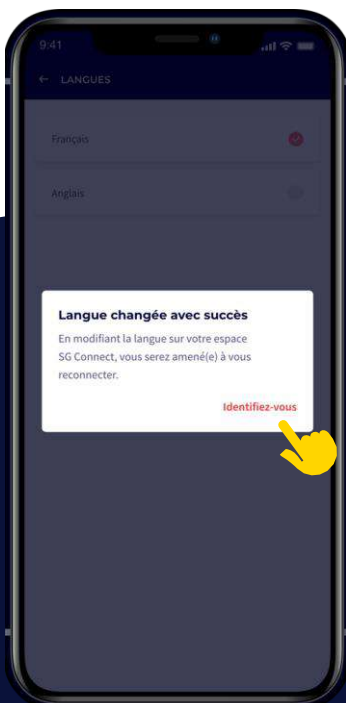 9:41
← LANGUES
Français
Anglais
Langue changée avec succès
En modifiant la langue sur votre espace
SG Connect, vous serez amené(e) à vous
reconnecter.
Identifiez-vous